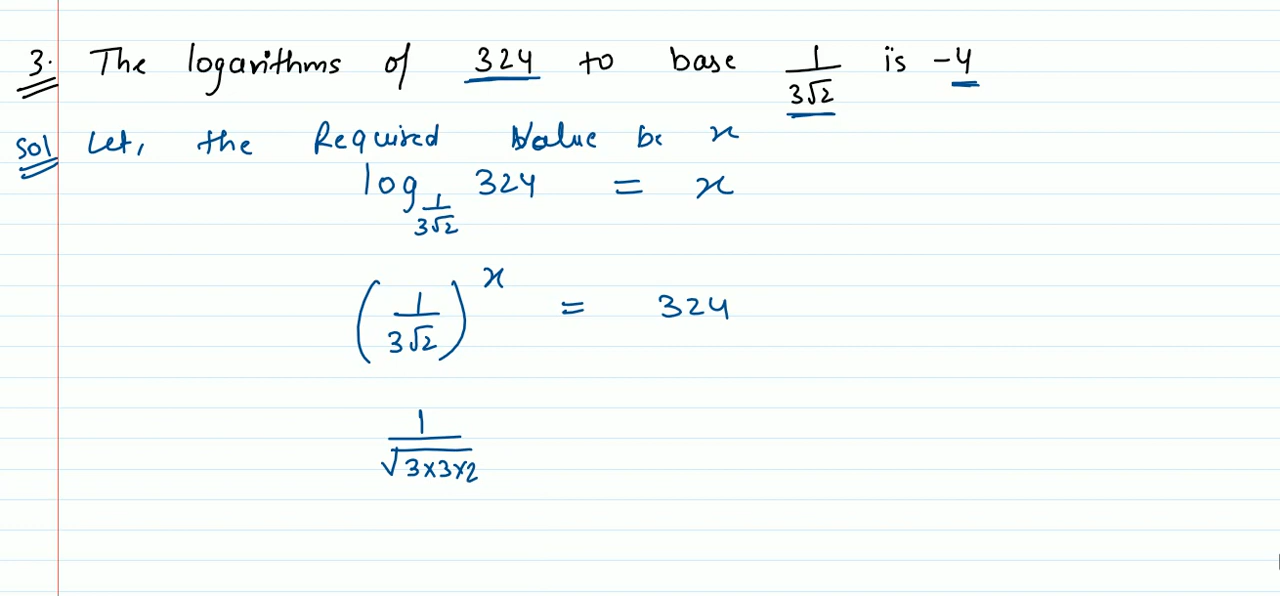 3. The logarithms of 324 to base 1/3√2 is -4
Sol Let, the Required Value be x
log 1/3√2 324 = x
(1/3√2)^x = 324
1/√3×3×2